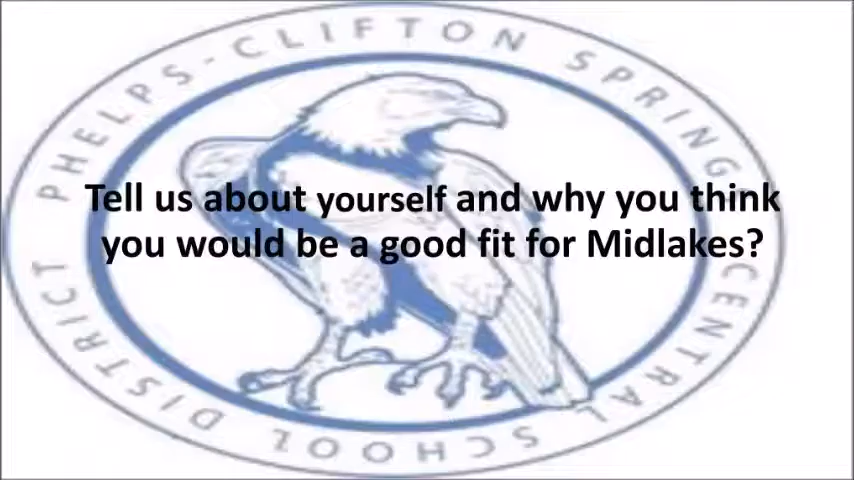 PHELPS-CLIFTON SPRINGS CENTRAL SCHOOL DISTRICT
Tell us about yourself and why you think
you would be a good fit for Midlakes?